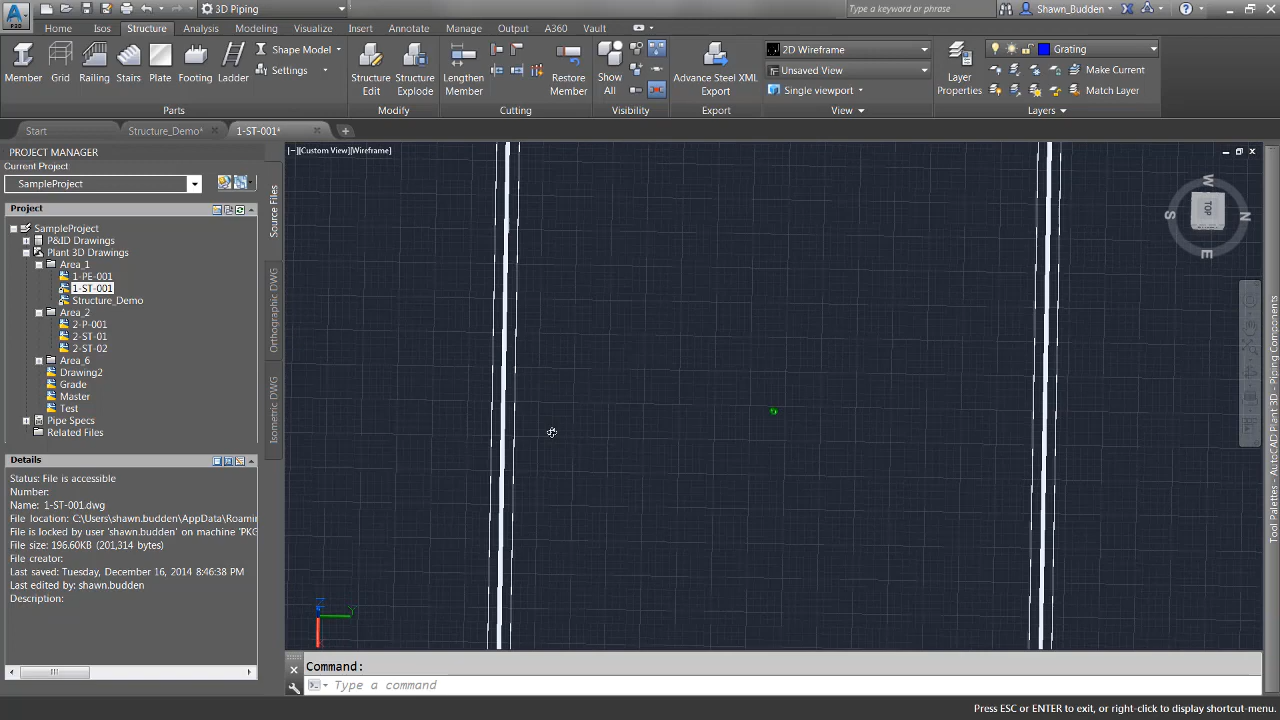 P3D
3D Piping
Type a keyword or phrase
Shawn_Budden
Home Isos Structure Analysis Modeling Visualize Insert Annotate Manage Output A360 Vault
Member Grid Railing Stairs Plate Footing Ladder
Shape Model
Settings
Structure Edit
Structure Explode
Lengthen Member
Restore Member
Show All
Advance Steel XML Export
2D Wireframe
Unsaved View
Single viewport
Layer Properties
Grating
Make Current
Match Layer
Parts Modify Cutting Visibility Export View Layers
Start Structure_Demo* 1-ST-001*
PROJECT MANAGER
Current Project
SampleProject
Project
SampleProject
P&ID Drawings
Plant 3D Drawings
Area_1
1-PE-001
1-ST-001
Structure_Demo
Area_2
2-P-001
2-ST-01
2-ST-02
Area_6
Drawing2
Grade
Master
Test
Pipe Specs
Related Files
Source Files
Orthographic DWG
Isometric DWG
Details
Status: File is accessible
Number:
Name: 1-ST-001.dwg
File location: C:\Users\shawn.budden\AppData\Roamin
File is locked by user 'shawn.budden' on machine 'PKG
File size: 196.60KB (201,314 bytes)
File creator:
Last saved: Tuesday, December 16, 2014 8:46:38 PM
Last edited by: shawn.budden
Description:
[−][Custom View][Wireframe]
W
S TOP N
E
Z
Y
Tool Palettes - AutoCAD Plant 3D - Piping Components
Command:
Type a command
Press ESC or ENTER to exit, or right-click to display shortcut-menu.